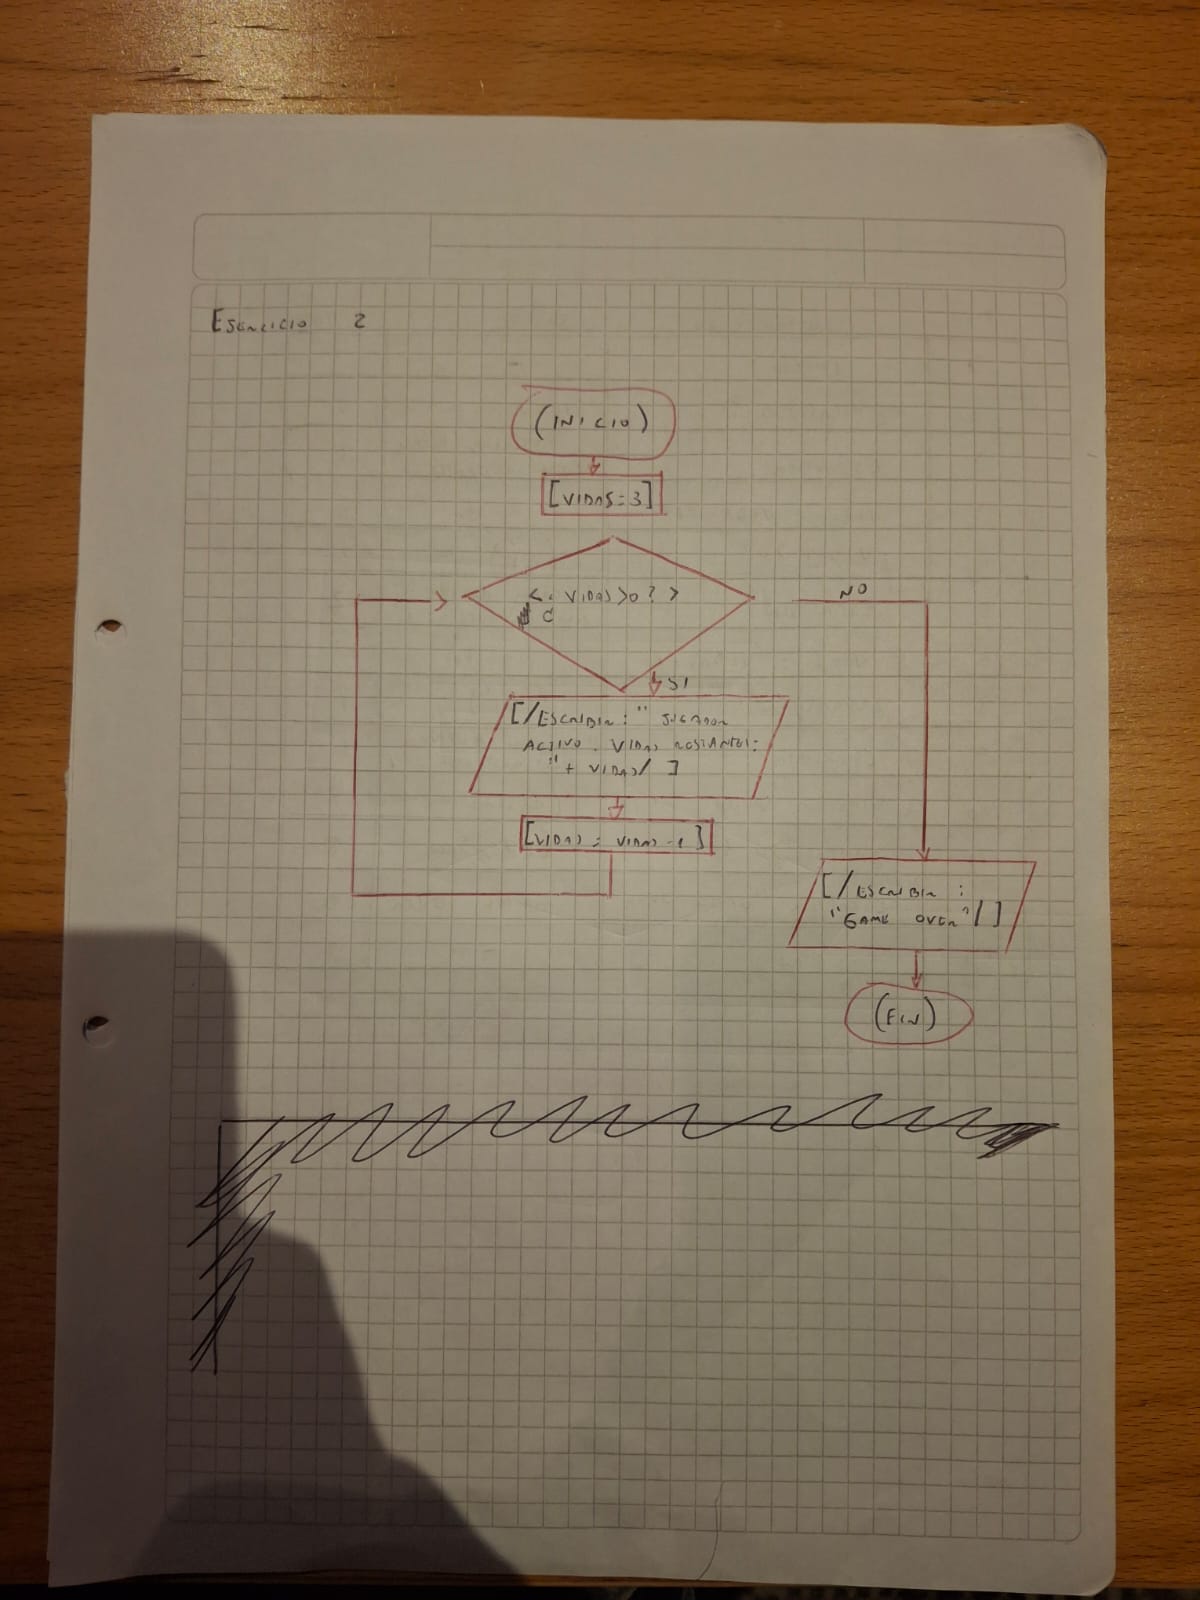 Ejercicio 2
(INICIO)
[VIDAS=3]
<¿VIDAS>0?>
NO
SI
[/ESCRIBIR:" JUGADOR
ACTIVO. VIDAS RESTANTES:
"+ VIDAS/ ]
[VIDAS = VIDAS -1]
[/ESCRIBIR :
"GAME OVER"/]
(FIN)